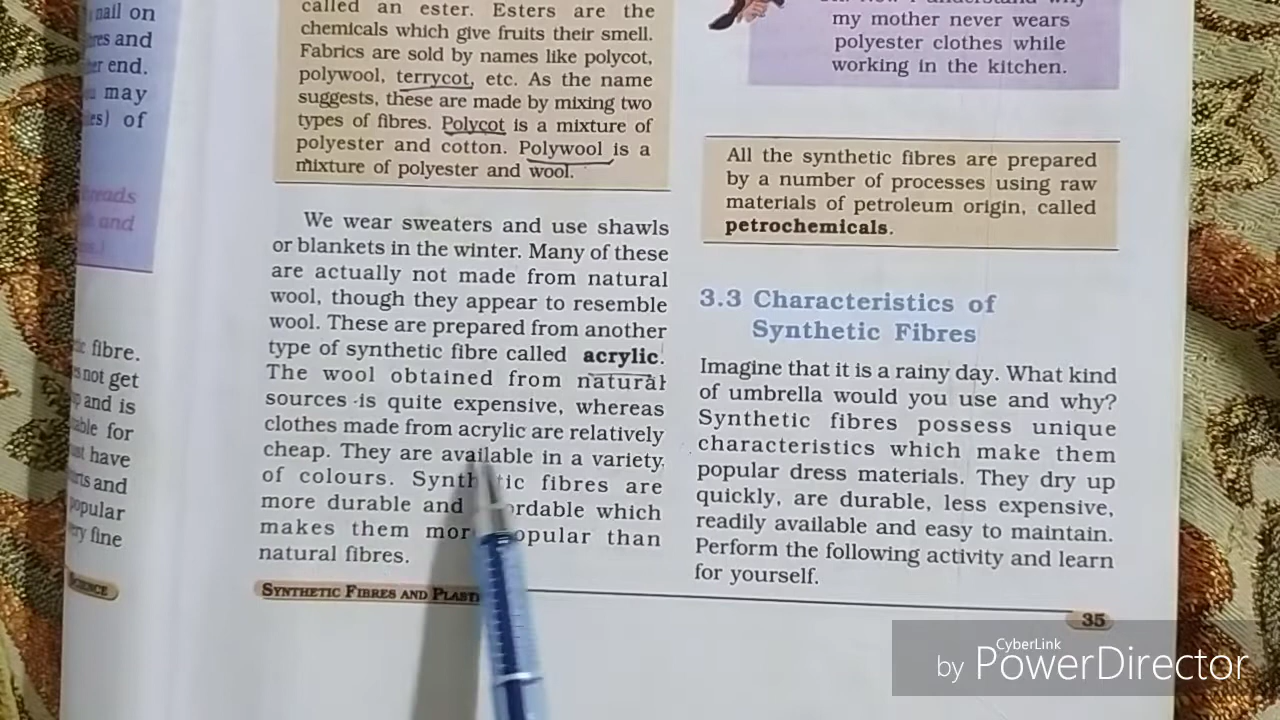 nail on
and
er end.
may
of
and
fibre.
not get
and is
for
have
and
popular
fine
SCIENCE
called an ester. Esters are the
chemicals which give fruits their smell.
Fabrics are sold by names like polycot,
polywool, terrycot, etc. As the name
suggests, these are made by mixing two
types of fibres. Polycot is a mixture of
polyester and cotton. Polywool is a
mixture of polyester and wool.
We wear sweaters and use shawls
or blankets in the winter. Many of these
are actually not made from natural
wool, though they appear to resemble
wool. These are prepared from another
type of synthetic fibre called acrylic.
The wool obtained from natural
sources is quite expensive, whereas
clothes made from acrylic are relatively
cheap. They are available in a variety
of colours. Synthetic fibres are
more durable and affordable which
makes them more popular than
natural fibres.
SYNTHETIC FIBRES AND
my mother never wears
polyester clothes while
working in the kitchen.
All the synthetic fibres are prepared
by a number of processes using raw
materials of petroleum origin, called
petrochemicals.
3.3 Characteristics of
Synthetic Fibres
Imagine that it is a rainy day. What kind
of umbrella would you use and why?
Synthetic fibres possess unique
characteristics which make them
popular dress materials. They dry up
quickly, are durable, less expensive,
readily available and easy to maintain.
Perform the following activity and learn
for yourself.
35
CyberLink
by PowerDirector